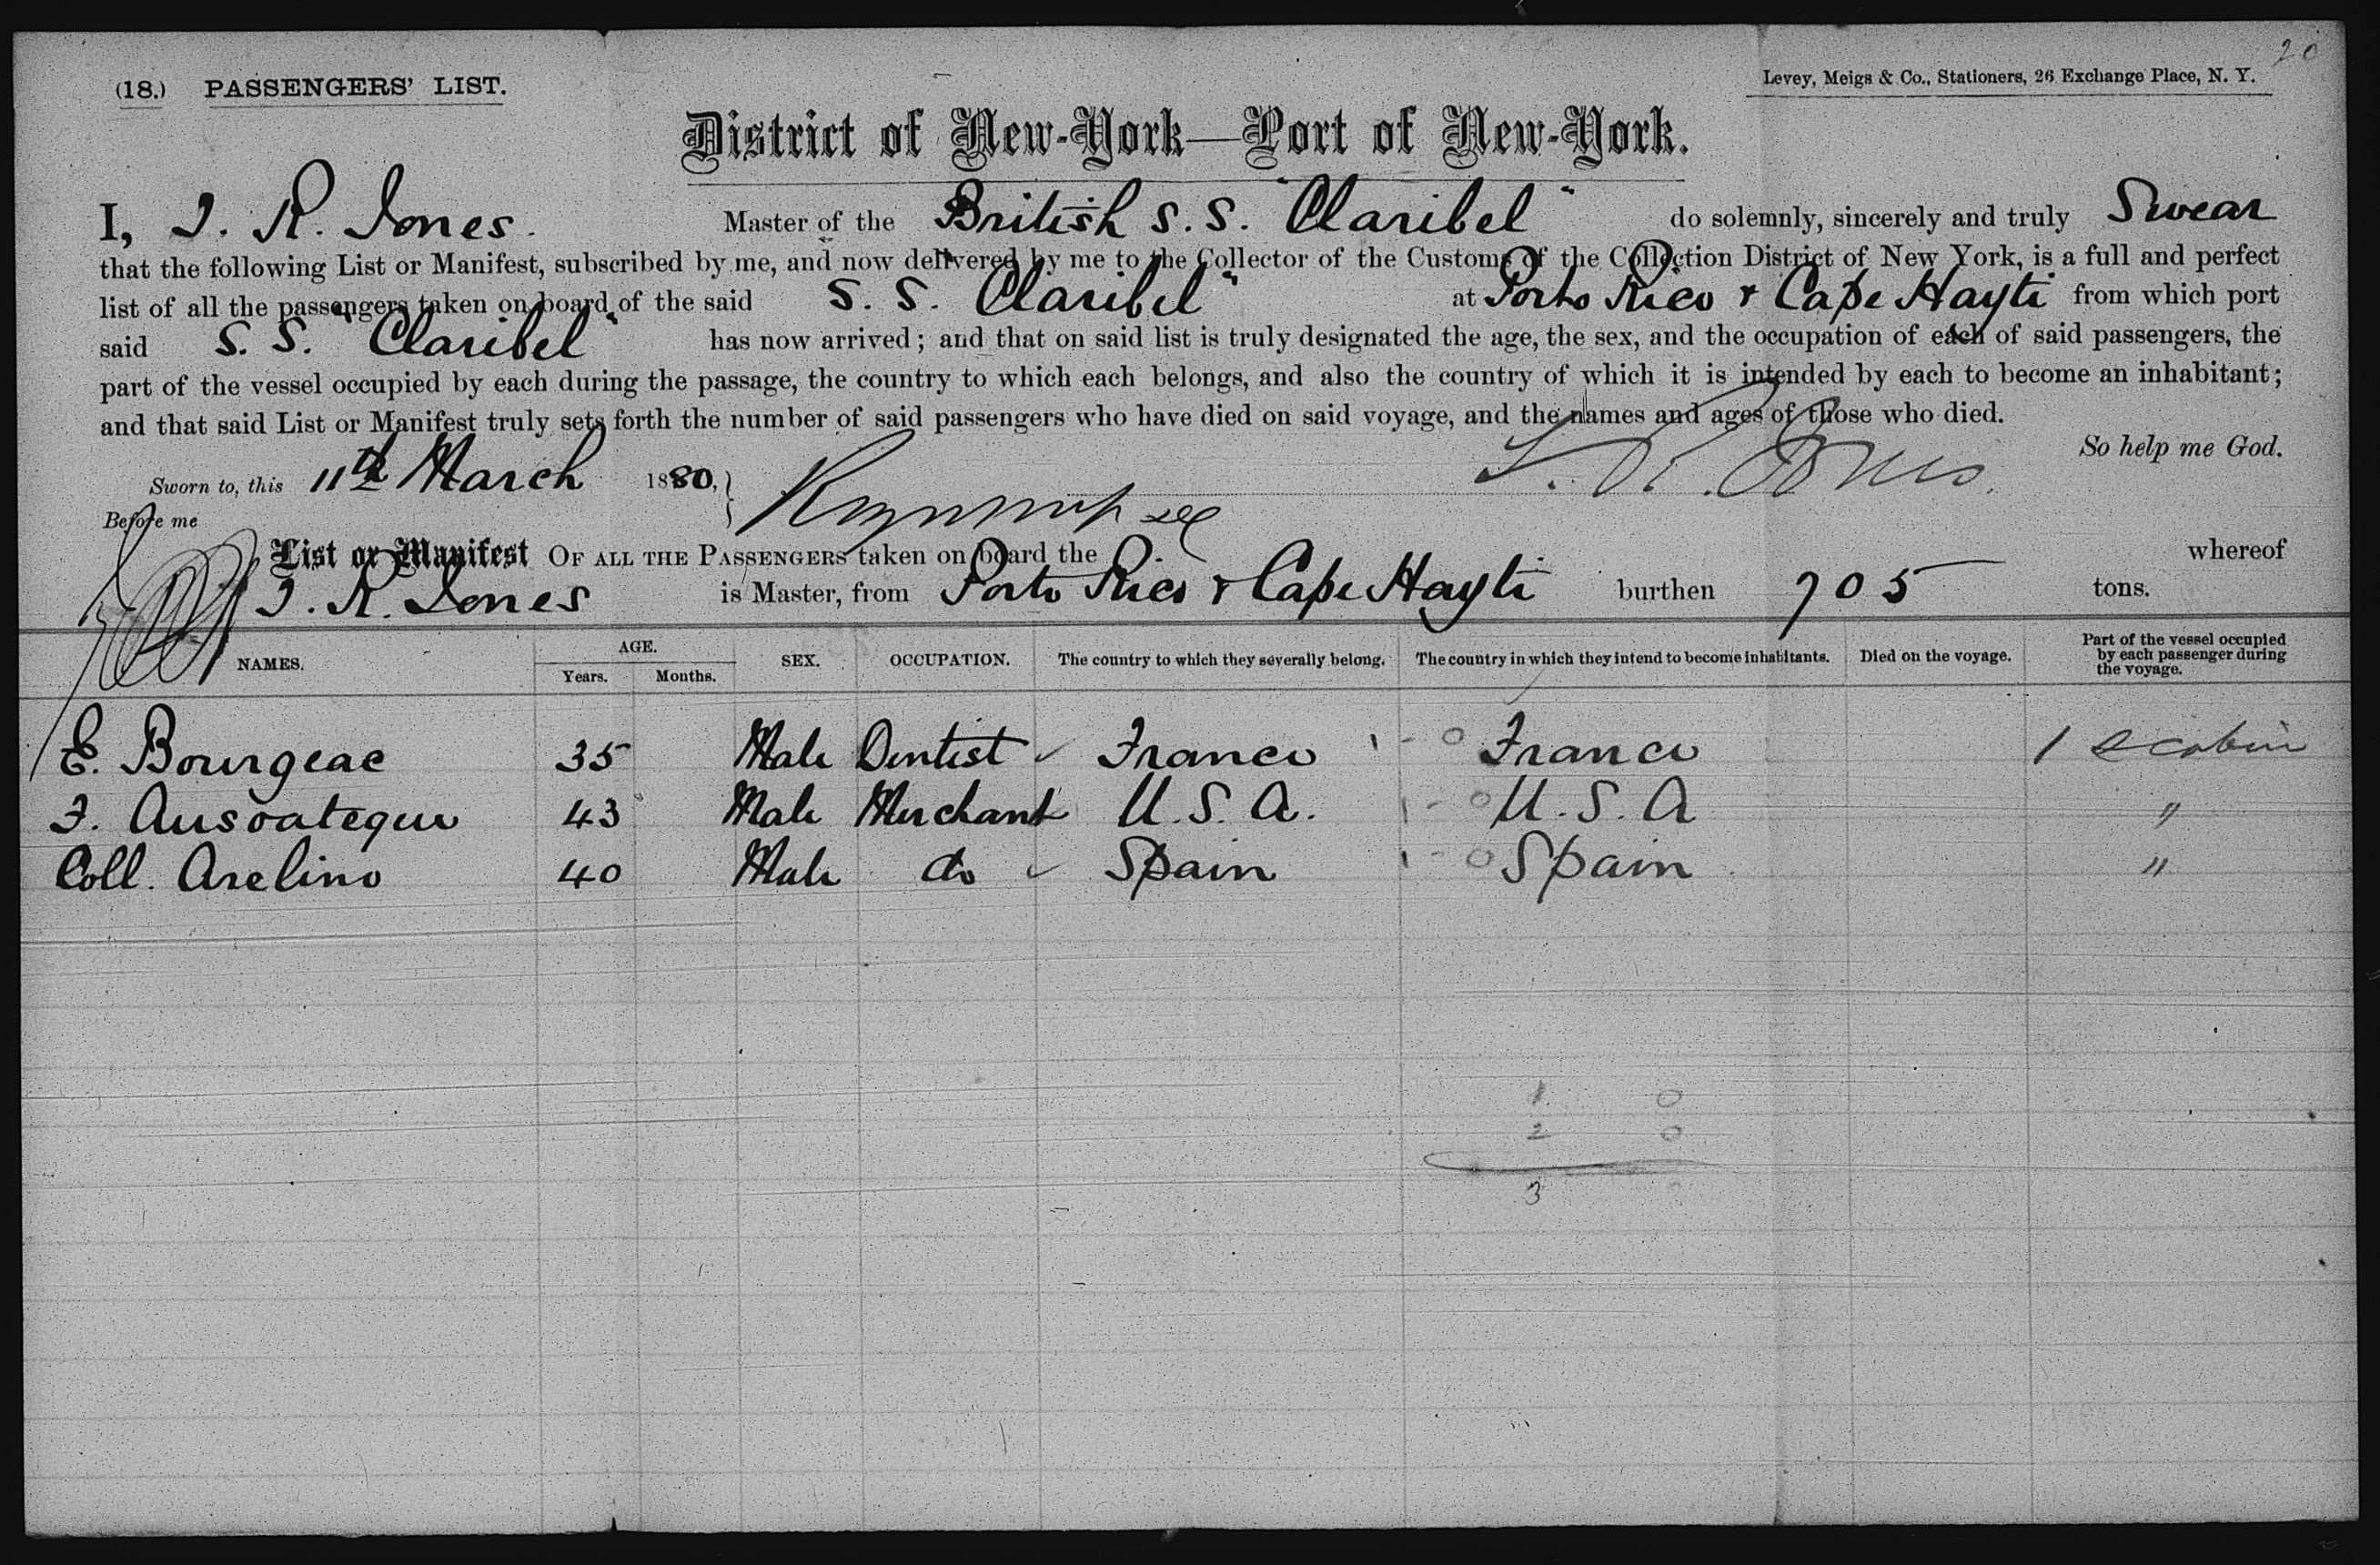 20
(18.) PASSENGERS' LIST.
Levey, Meigs & Co., Stationers, 26 Exchange Place, N. Y.
District of New-York—Port of New-York.
I, J. R. Jones. Master of the British S. S. "Claribel" do solemnly, sincerely and truly Swear
that the following List or Manifest, subscribed by me, and now delivered by me to the Collector of the Customs of the Collection District of New York, is a full and perfect
list of all the passengers taken on board of the said S. S. Claribel" at Porto Rico & Cape Hayti from which port
said S. S. "Claribel" has now arrived; and that on said list is truly designated the age, the sex, and the occupation of each of said passengers, the
part of the vessel occupied by each during the passage, the country to which each belongs, and also the country of which it is intended by each to become an inhabitant;
and that said List or Manifest truly sets forth the number of said passengers who have died on said voyage, and the names and ages of those who died.
So help me God.
Sworn to, this 11th March 1880, Jones
Before me
List or Manifest OF ALL THE PASSENGERS taken on board the whereof
J. R. Jones is Master, from Porto Rico & Cape Hayti burthen 705 tons.
NAMES. AGE. Years. Months. SEX. OCCUPATION. The country to which they severally belong. The country in which they intend to become inhabitants. Died on the voyage. Part of the vessel occupied by each passenger during the voyage.
E. Bourgeac 35 Male Dentist France 1 - 0 France 1 cabin
F. 43 Male Merchant U. S. A. 1 - 0 U. S. A "
Coll. Arelino 40 Male do Spain 1 - 0 Spain "
1 0
2 0
3